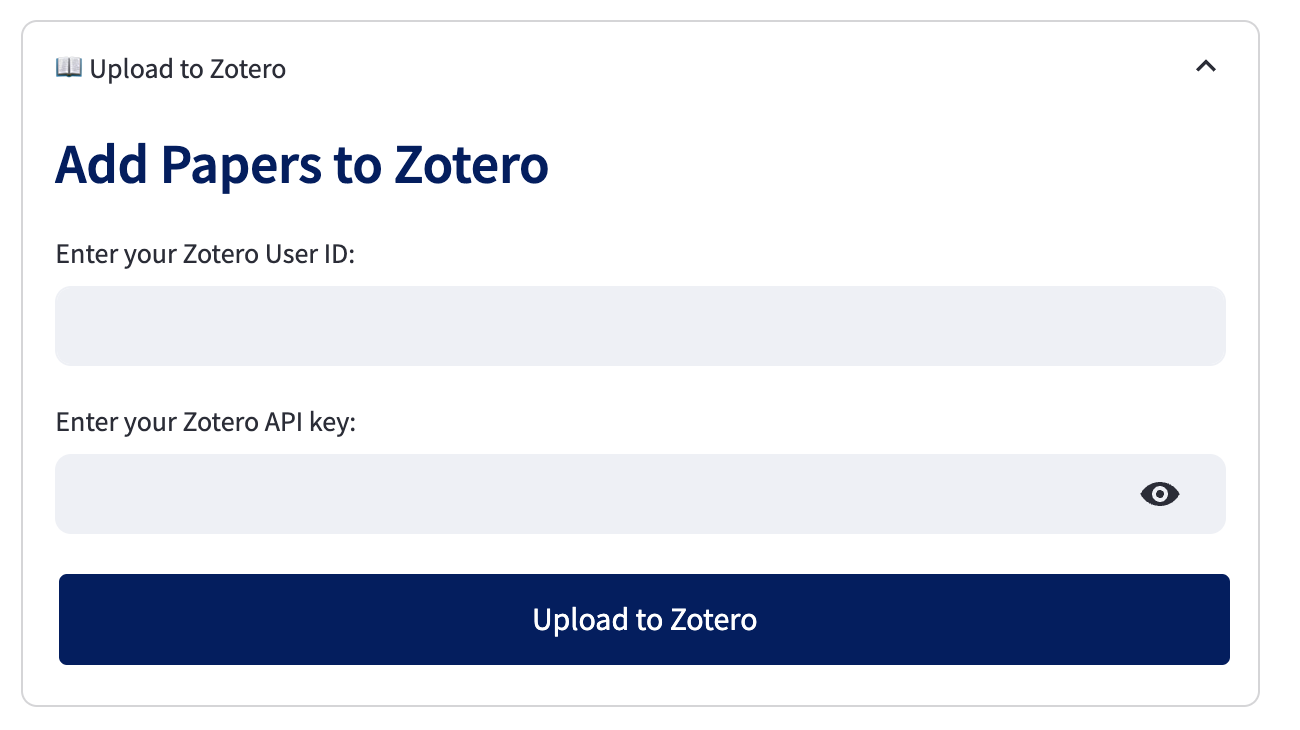 📖 Upload to Zotero
Add Papers to Zotero
Enter your Zotero User ID:
Enter your Zotero API key:
Upload to Zotero